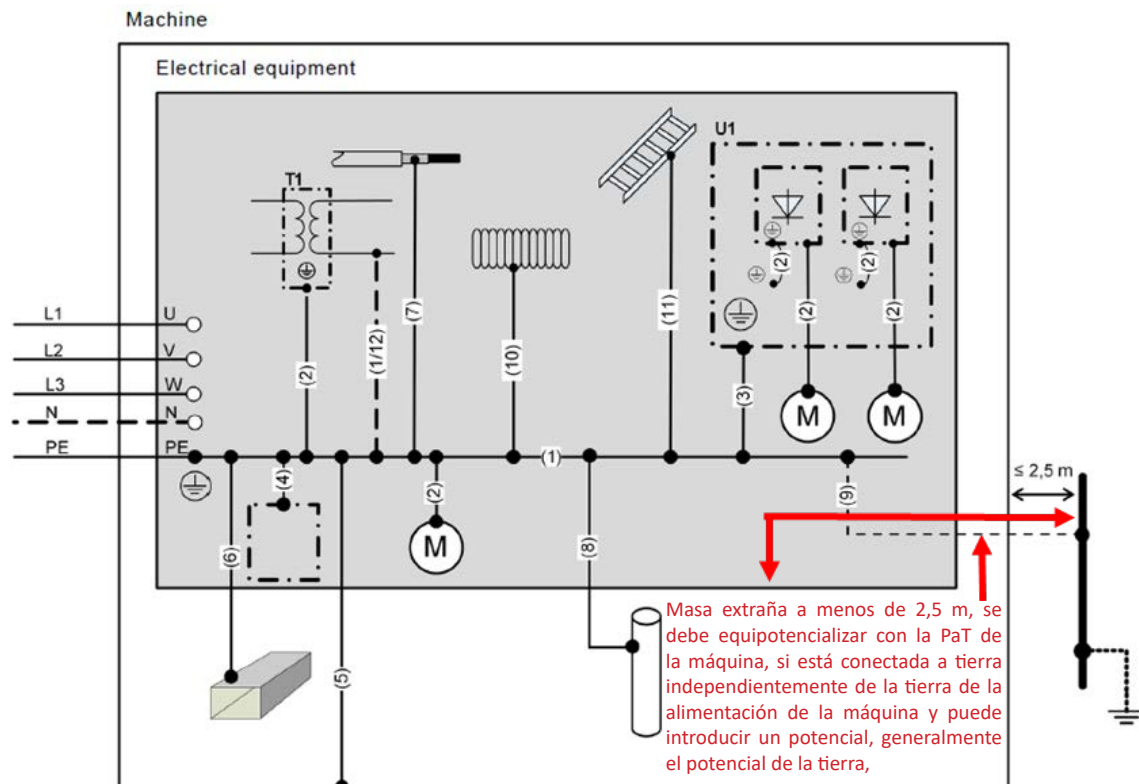 Machine
Electrical equipment
U1
T1
(2)
(2)
(7)
(11)
(2)
(2)
L1
U
(1/12)
(10)
L2
V
(2)
(3)
L3
W
M
M
N
N
PE
PE
(1)
≤ 2,5 m
(4)
(2)
(9)
(6)
M
(8)
Masa extraña a menos de 2,5 m, se
debe equipotencializar con la PaT de
la máquina, si está conectada a tierra
independientemente de la tierra de la
alimentación de la máquina y puede
introducir un potencial, generalmente
el potencial de la tierra,
(5)